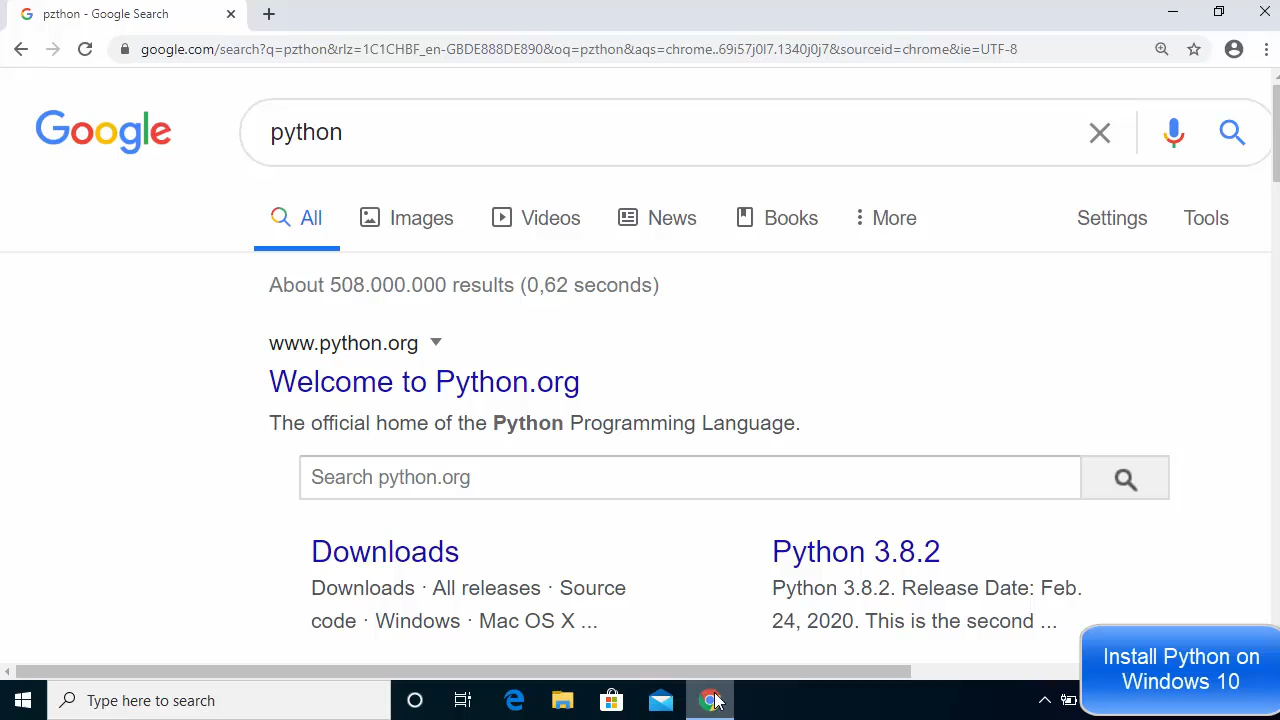 pzthon - Google Search
google.com/search?q=pzthon&rlz=1C1CHBF_en-GBDE888DE890&oq=pzthon&aqs=chrome..69i57j0l7.1340j0j7&sourceid=chrome&ie=UTF-8
Google
python
All Images Videos News Books More Settings Tools
About 508.000.000 results (0,62 seconds)
www.python.org
Welcome to Python.org
The official home of the Python Programming Language.
Search python.org
Downloads
Downloads · All releases · Source
code · Windows · Mac OS X ...
Python 3.8.2
Python 3.8.2. Release Date: Feb.
24, 2020. This is the second ...
Install Python on
Windows 10
Type here to search